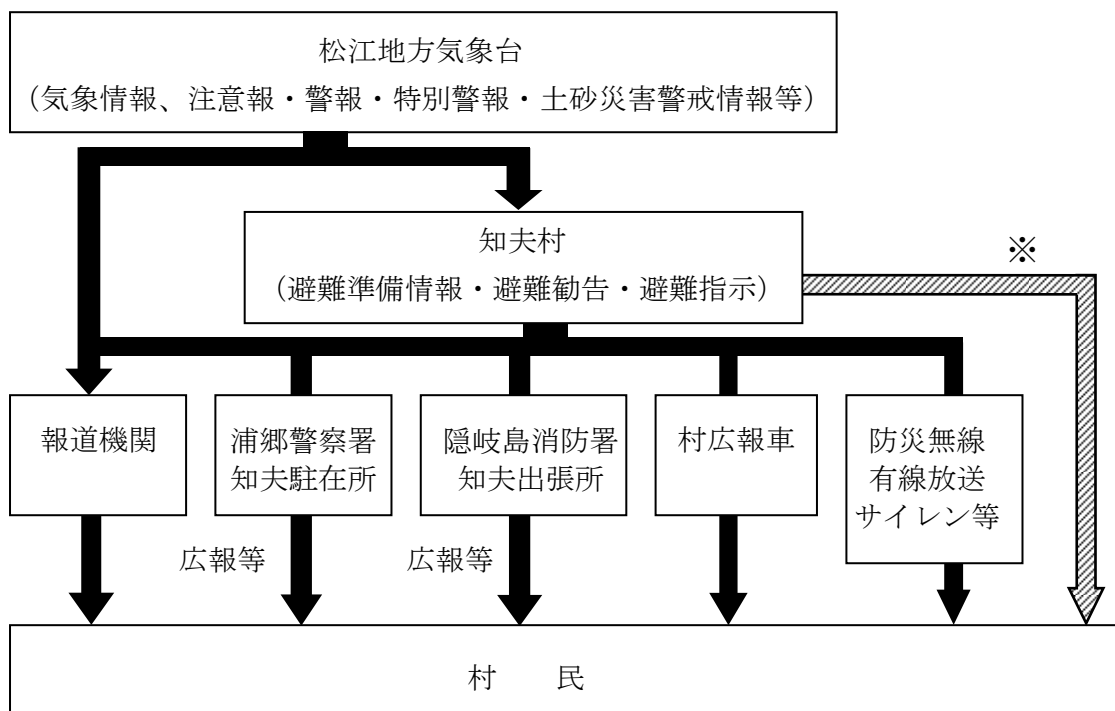 松江地方気象台
（気象情報、注意報・警報・特別警報・土砂災害警戒情報等）
知夫村
（避難準備情報・避難勧告・避難指示）
※
報道機関
浦郷警察署
知夫駐在所
隠岐島消防署
知夫出張所
村広報車
防災無線
有線放送
サイレン等
広報等
広報等
村　　民